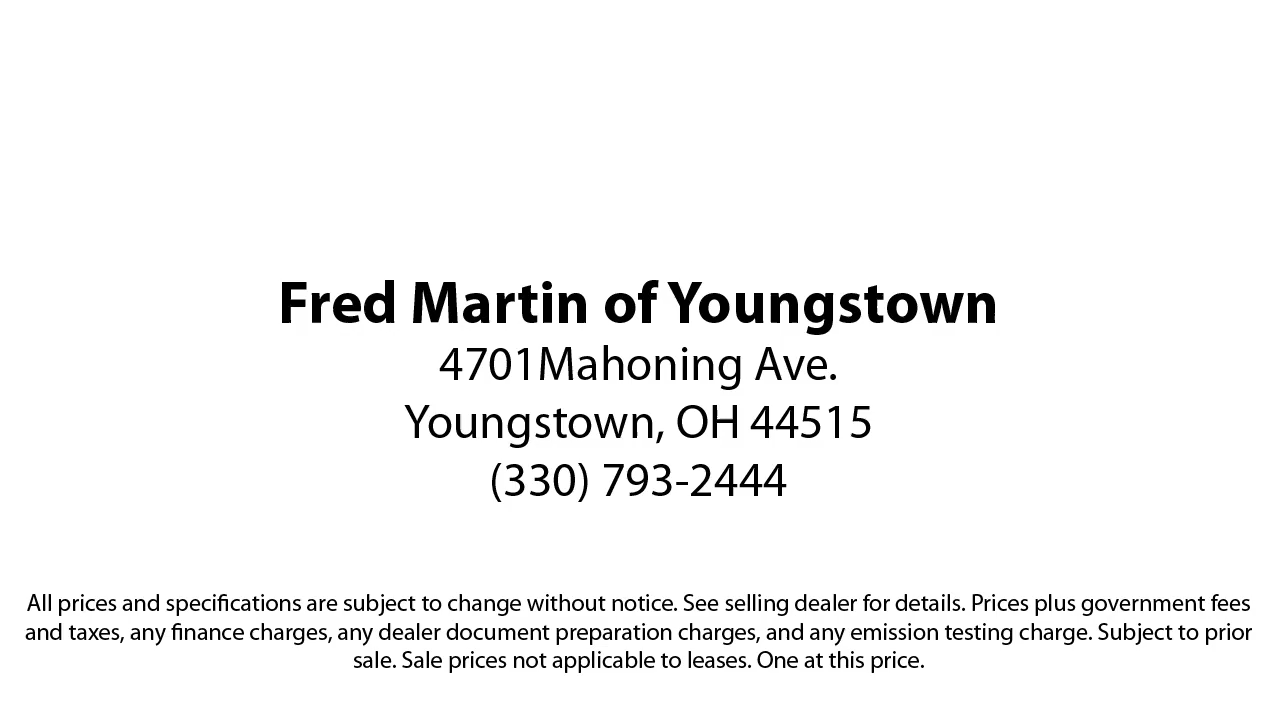 Fred Martin of Youngstown
4701Mahoning Ave.
Youngstown, OH 44515
(330) 793-2444
All prices and specifications are subject to change without notice. See selling dealer for details. Prices plus government fees
and taxes, any finance charges, any dealer document preparation charges, and any emission testing charge. Subject to prior
sale. Sale prices not applicable to leases. One at this price.